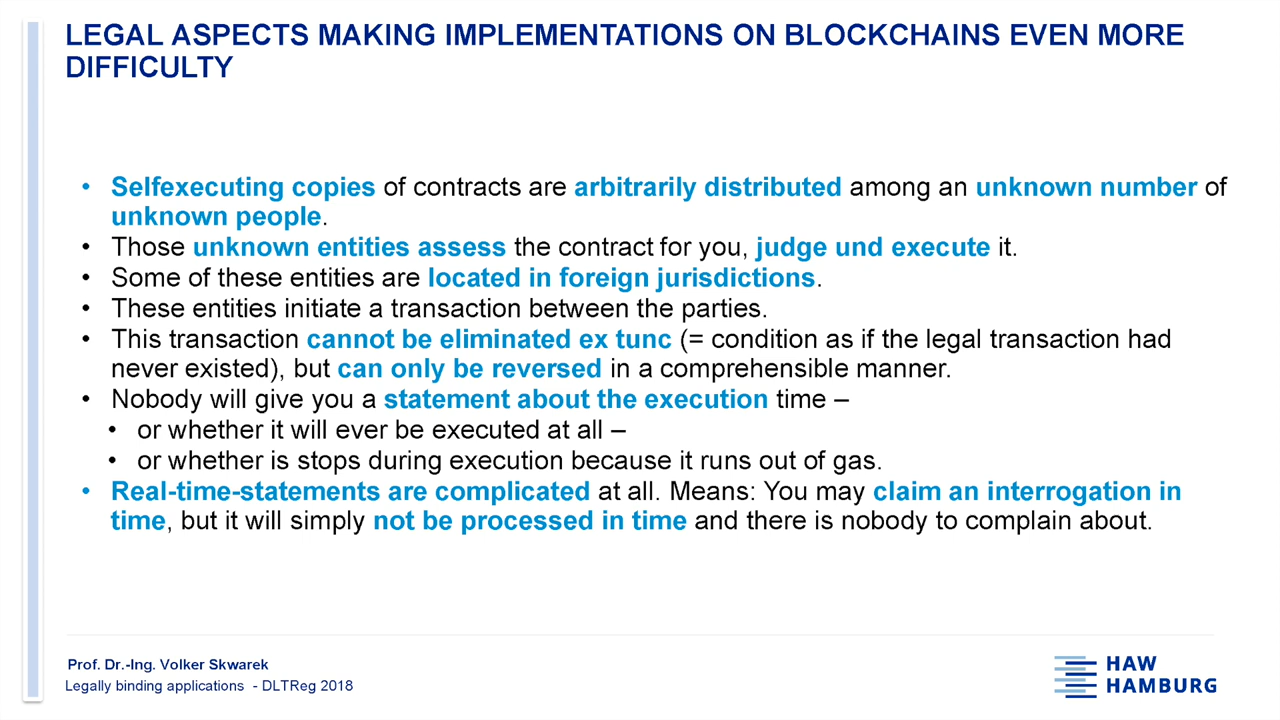 LEGAL ASPECTS MAKING IMPLEMENTATIONS ON BLOCKCHAINS EVEN MORE
DIFFICULTY
• Selfexecuting copies of contracts are arbitrarily distributed among an unknown number of
unknown people.
• Those unknown entities assess the contract for you, judge und execute it.
• Some of these entities are located in foreign jurisdictions.
• These entities initiate a transaction between the parties.
• This transaction cannot be eliminated ex tunc (= condition as if the legal transaction had
never existed), but can only be reversed in a comprehensible manner.
• Nobody will give you a statement about the execution time –
• or whether it will ever be executed at all –
• or whether is stops during execution because it runs out of gas.
• Real-time-statements are complicated at all. Means: You may claim an interrogation in
time, but it will simply not be processed in time and there is nobody to complain about.
Prof. Dr.-Ing. Volker Skwarek
Legally binding applications - DLTReg 2018
HAW
HAMBURG